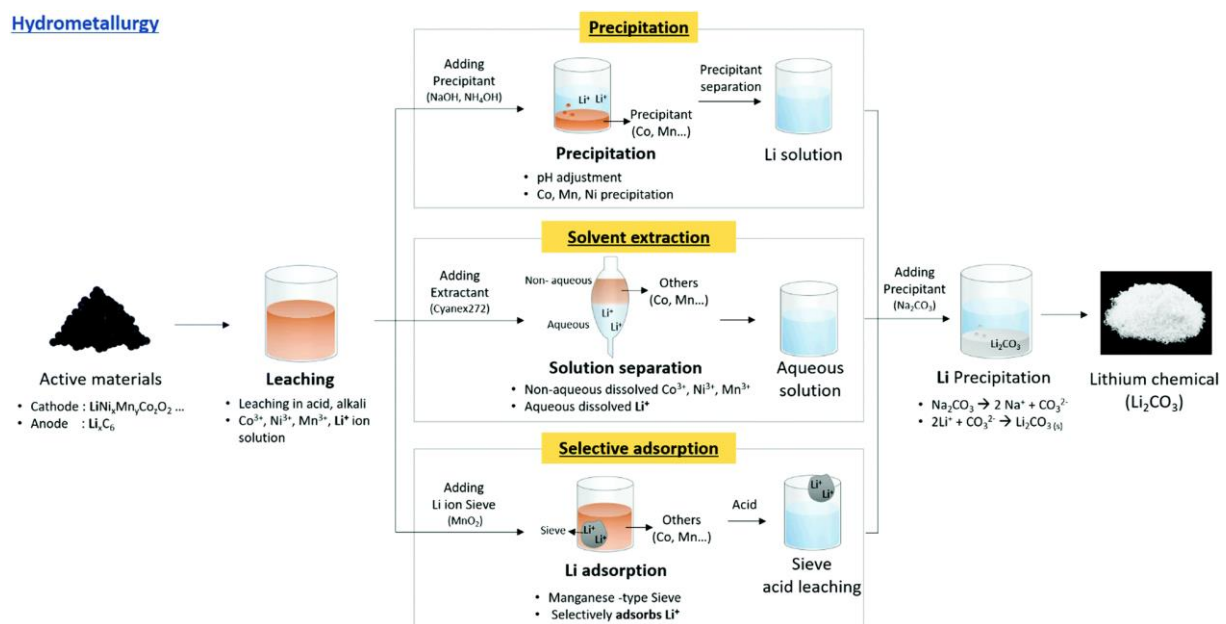 Hydrometallurgy
Precipitation
Adding
Precipitant
(NaOH, NH₄OH)
Li⁺ Li⁺
Precipitant
(Co, Mn...)
Precipitation
• pH adjustment
• Co, Mn, Ni precipitation
Precipitant
separation
Li solution
Active materials
• Cathode : LiNiₓMnᵧCo₂O₂ ...
• Anode : LiₓC₆
Leaching
• Leaching in acid, alkali
• Co³⁺, Ni³⁺, Mn³⁺, Li⁺ ion
solution
Solvent extraction
Adding
Extractant
(Cyanex272)
Non- aqueous
Aqueous
Li⁺
Li⁺
Others
(Co, Mn...)
Solution separation
• Non-aqueous dissolved Co³⁺, Ni³⁺, Mn³⁺
• Aqueous dissolved Li⁺
Aqueous
solution
Selective adsorption
Adding
Li ion Sieve
(MnO₂)
Sieve
Li⁺
Li⁺
Others
(Co, Mn...)
Li adsorption
• Manganese -type Sieve
• Selectively adsorbs Li⁺
Acid
Li⁺
Li⁺
Sieve
acid leaching
Adding
Precipitant
(Na₂CO₃)
Li₂CO₃
Li Precipitation
• Na₂CO₃ → 2 Na⁺ + CO₃²⁻
• 2Li⁺ + CO₃²⁻ → Li₂CO₃ (s)
Lithium chemical
(Li₂CO₃)